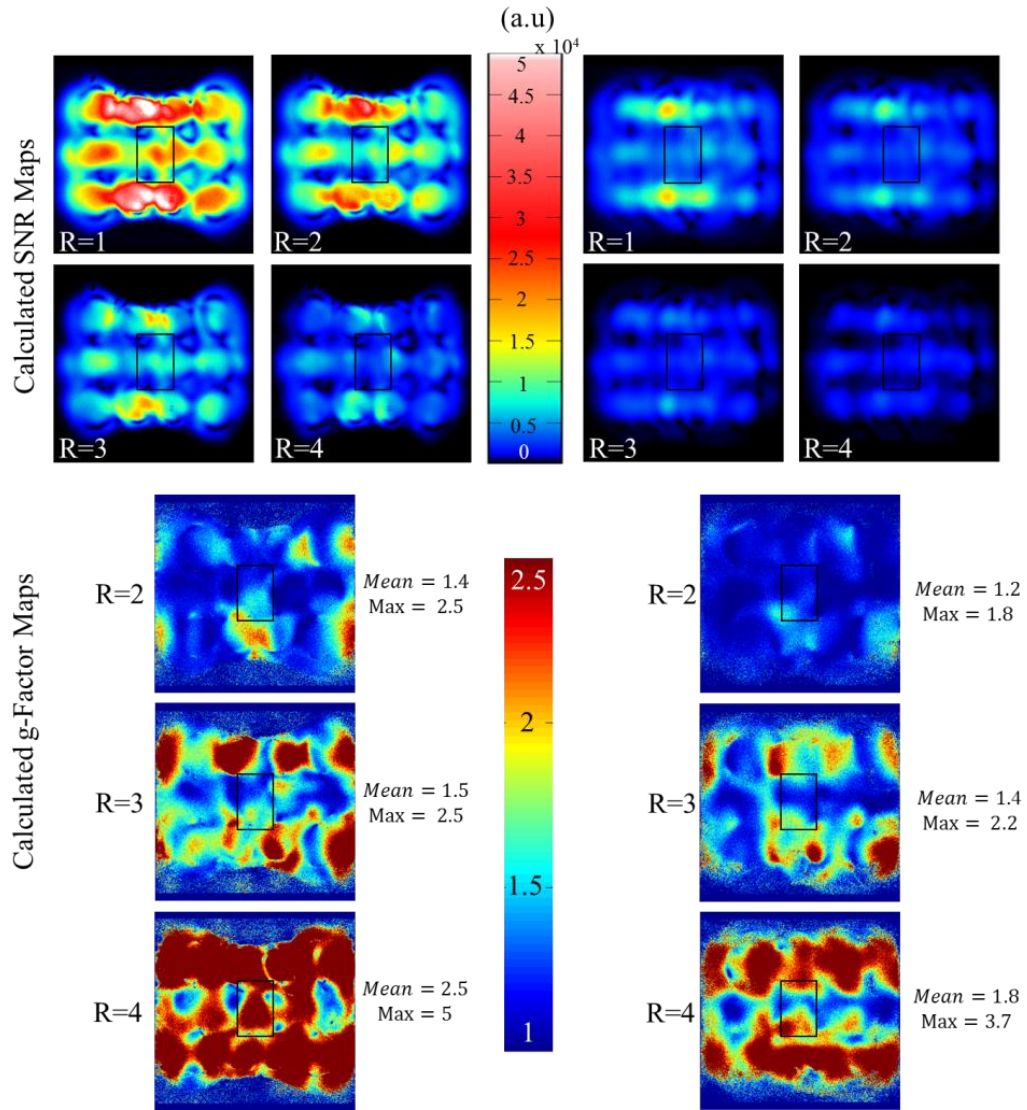 (a.u)
x 10⁴
5
4.5
4
3.5
3
2.5
2
1.5
1
0.5
0
Calculated SNR Maps
R=1
R=2
R=1
R=2
R=3
R=4
R=3
R=4
Calculated g-Factor Maps
R=2
Mean = 1.4
Max = 2.5
R=3
Mean = 1.5
Max = 2.5
R=4
Mean = 2.5
Max = 5
2.5
2
1.5
1
R=2
Mean = 1.2
Max = 1.8
R=3
Mean = 1.4
Max = 2.2
R=4
Mean = 1.8
Max = 3.7